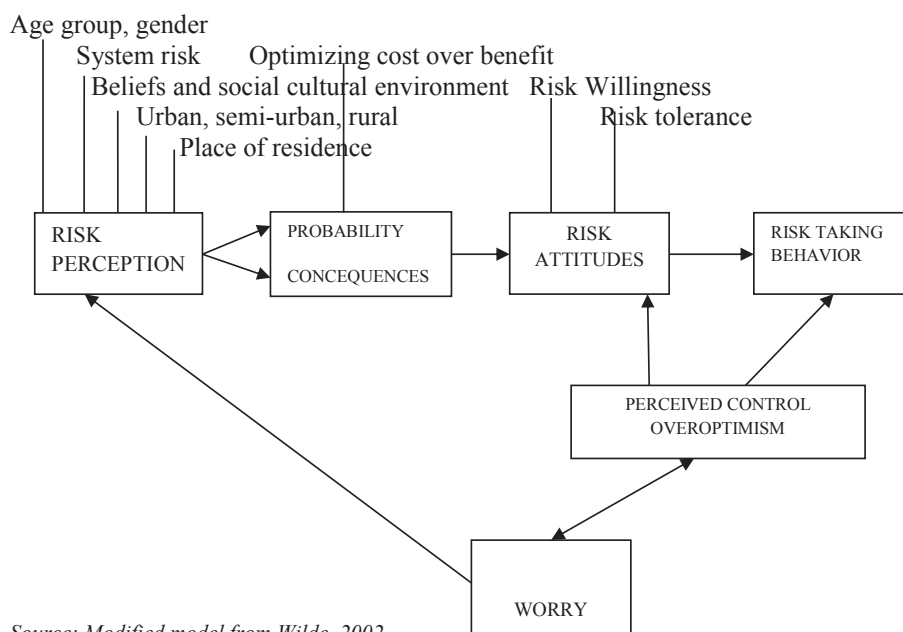 Age group, gender
System risk
Optimizing cost over benefit
Beliefs and social cultural environment
Risk Willingness
Urban, semi-urban, rural
Risk tolerance
Place of residence
RISK
PERCEPTION
PROBABILITY
CONCEQUENCES
RISK
ATTITUDES
RISK TAKING
BEHAVIOR
PERCEIVED CONTROL
OVEROPTIMISM
WORRY
Source: Modified model from Wilde, 2002